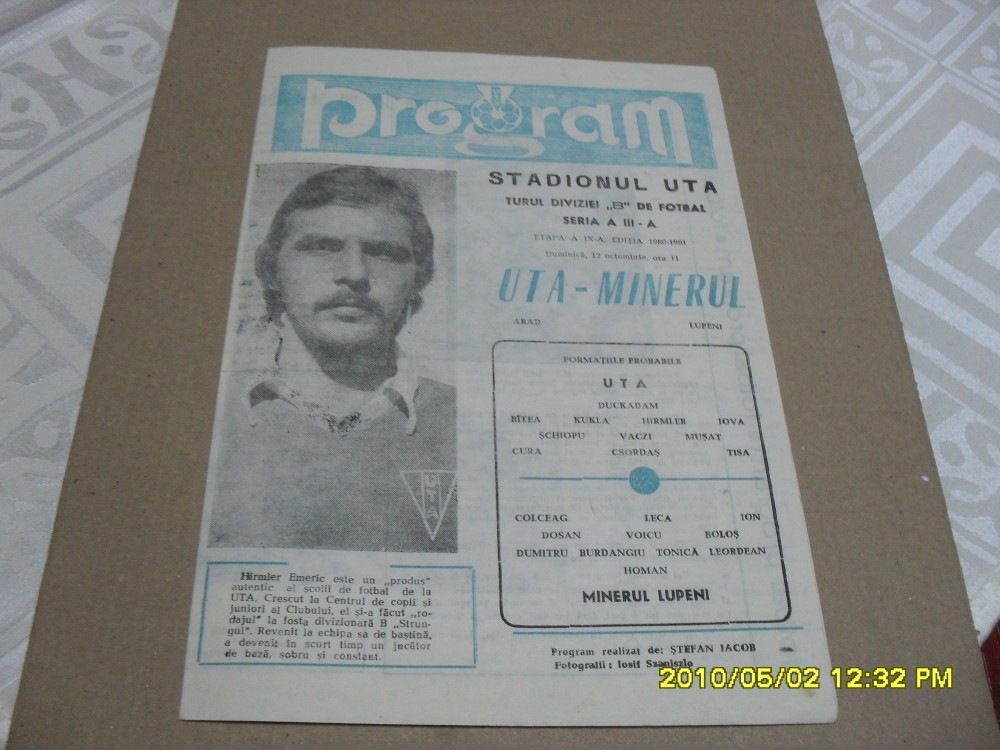 program
STADIONUL UTA
TURUL DIVIZIEI „B" DE FOTBAL
SERIA A III - A
ETAPA A IX-A, EDIȚIA 1980-1981
Duminică, 12 octombrie, ora 11
UTA - MINERUL
ARAD LUPENI
FORMAȚIILE PROBABILE
UTA
DUCKADAM
BÎTEA KUKLA HIRMLER IOVA
ȘCHIOPU VACZI MUȘAT
CURA CSORDAȘ TISA
COLCEAG LECA ION
DOSAN VOICU BOLOȘ
DUMITRU BURDANGIU TONICĂ LEORDEAN
HOMAN
MINERUL LUPENI
UTA
Hirmler Emeric este un „produs"
autentic al școlii de fotbal de la
UTA. Crescut la Centrul de copii și
juniori al Clubului, el și-a făcut „ro-
dajul" la fosta divizionară B „Strun-
gul". Revenit la echipa sa de baștină,
a devenit în scurt timp un jucător
de bază, sobru și constant.
Program realizat de: ȘTEFAN IACOB
Fotografii : Iosif Szaniszlo
2010/05/02 12:32 PM